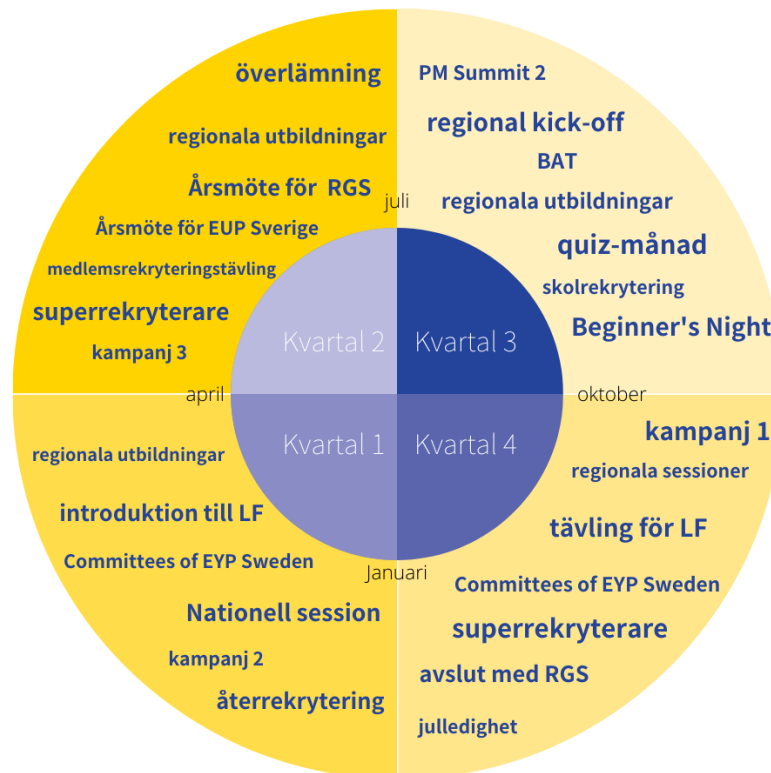 överlämning
regionala utbildningar
Årsmöte för RGS
Årsmöte för EUP Sverige
medlemsrekryteringstävling
superrekryterare
kampanj 3
PM Summit 2
regional kick-off
BAT
regionala utbildningar
quiz-månad
skolrekrytering
Beginner's Night
juli
Kvartal 2
Kvartal 3
april
oktober
Kvartal 1
Kvartal 4
Januari
regionala utbildningar
introduktion till LF
Committees of EYP Sweden
Nationell session
kampanj 2
återrekrytering
kampanj 1
regionala sessioner
tävling för LF
Committees of EYP Sweden
superrekryterare
avslut med RGS
julledighet